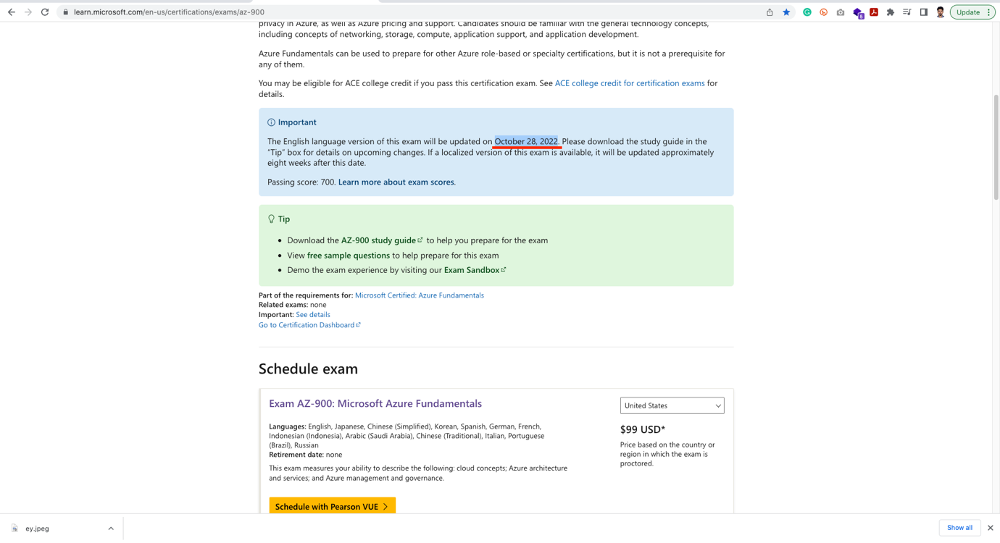 learn.microsoft.com/en-us/certifications/exams/az-900
Update
privacy in Azure, as well as Azure pricing and support. Candidates should be familiar with the general technology concepts,
including concepts of networking, storage, compute, application support, and application development.
Azure Fundamentals can be used to prepare for other Azure role-based or specialty certifications, but it is not a prerequisite for
any of them.
You may be eligible for ACE college credit if you pass this certification exam. See ACE college credit for certification exams for
details.
Important
The English language version of this exam will be updated on October 28, 2022. Please download the study guide in the
“Tip” box for details on upcoming changes. If a localized version of this exam is available, it will be updated approximately
eight weeks after this date.
Passing score: 700. Learn more about exam scores.
Tip
• Download the AZ-900 study guide to help you prepare for the exam
• View free sample questions to help prepare for this exam
• Demo the exam experience by visiting our Exam Sandbox
Part of the requirements for: Microsoft Certified: Azure Fundamentals
Related exams: none
Important: See details
Go to Certification Dashboard
Schedule exam
Exam AZ-900: Microsoft Azure Fundamentals
United States
Languages: English, Japanese, Chinese (Simplified), Korean, Spanish, German, French,
Indonesian (Indonesia), Arabic (Saudi Arabia), Chinese (Traditional), Italian, Portuguese
(Brazil), Russian
Retirement date: none
$99 USD*
Price based on the country or
region in which the exam is
proctored.
This exam measures your ability to describe the following: cloud concepts; Azure architecture
and services; and Azure management and governance.
Schedule with Pearson VUE
ey.jpeg
Show all